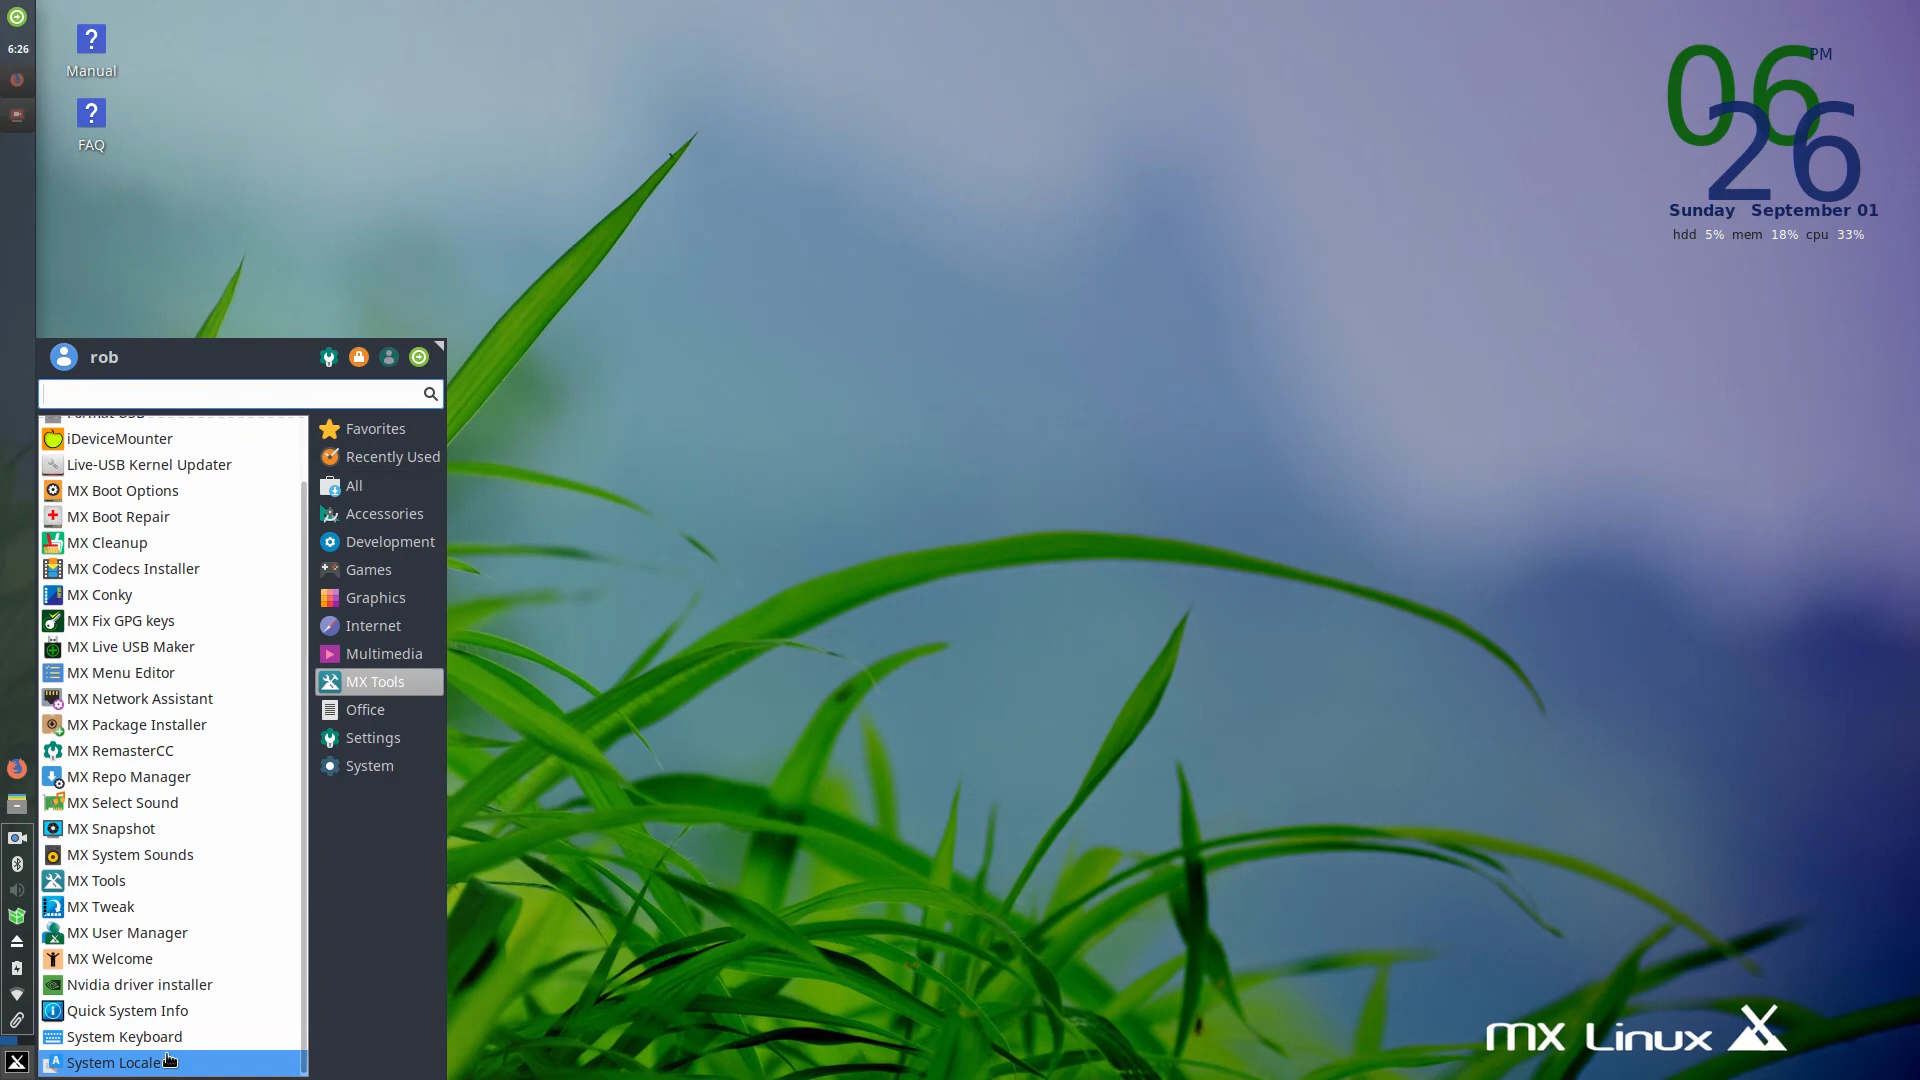 6:26
Manual
FAQ
06 PM
26
Sunday September 01
hdd 5% mem 18% cpu 33%
rob
Format USB
iDeviceMounter
Live-USB Kernel Updater
MX Boot Options
MX Boot Repair
MX Cleanup
MX Codecs Installer
MX Conky
MX Fix GPG keys
MX Live USB Maker
MX Menu Editor
MX Network Assistant
MX Package Installer
MX RemasterCC
MX Repo Manager
MX Select Sound
MX Snapshot
MX System Sounds
MX Tools
MX Tweak
MX User Manager
MX Welcome
Nvidia driver installer
Quick System Info
System Keyboard
System Locale
Favorites
Recently Used
All
Accessories
Development
Games
Graphics
Internet
Multimedia
MX Tools
Office
Settings
System
MX Linux